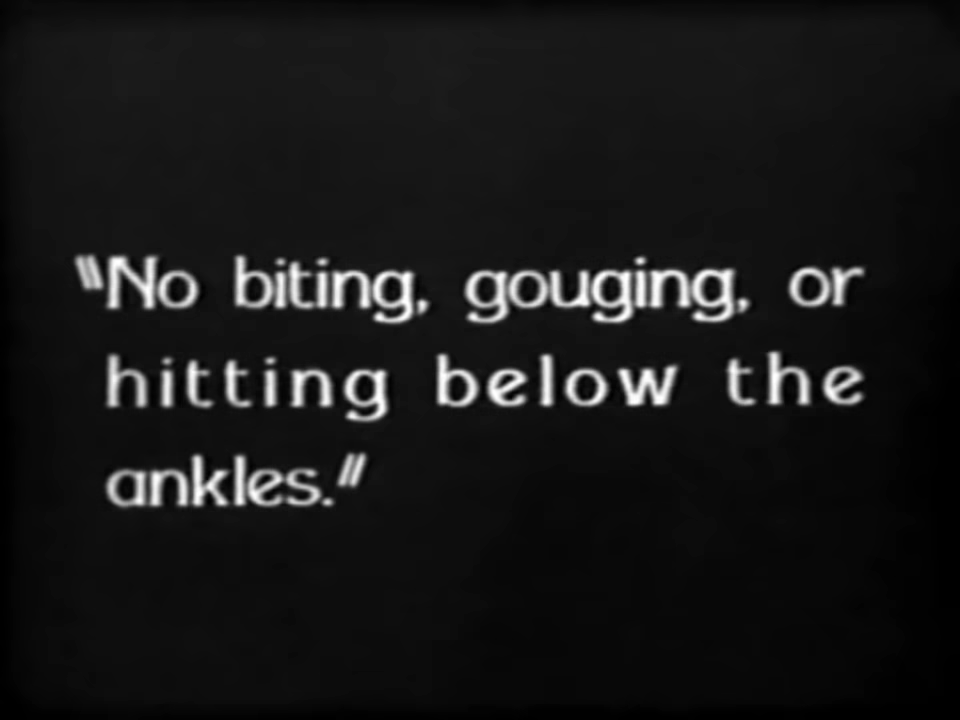 "No biting, gouging, or
hitting below the
ankles."